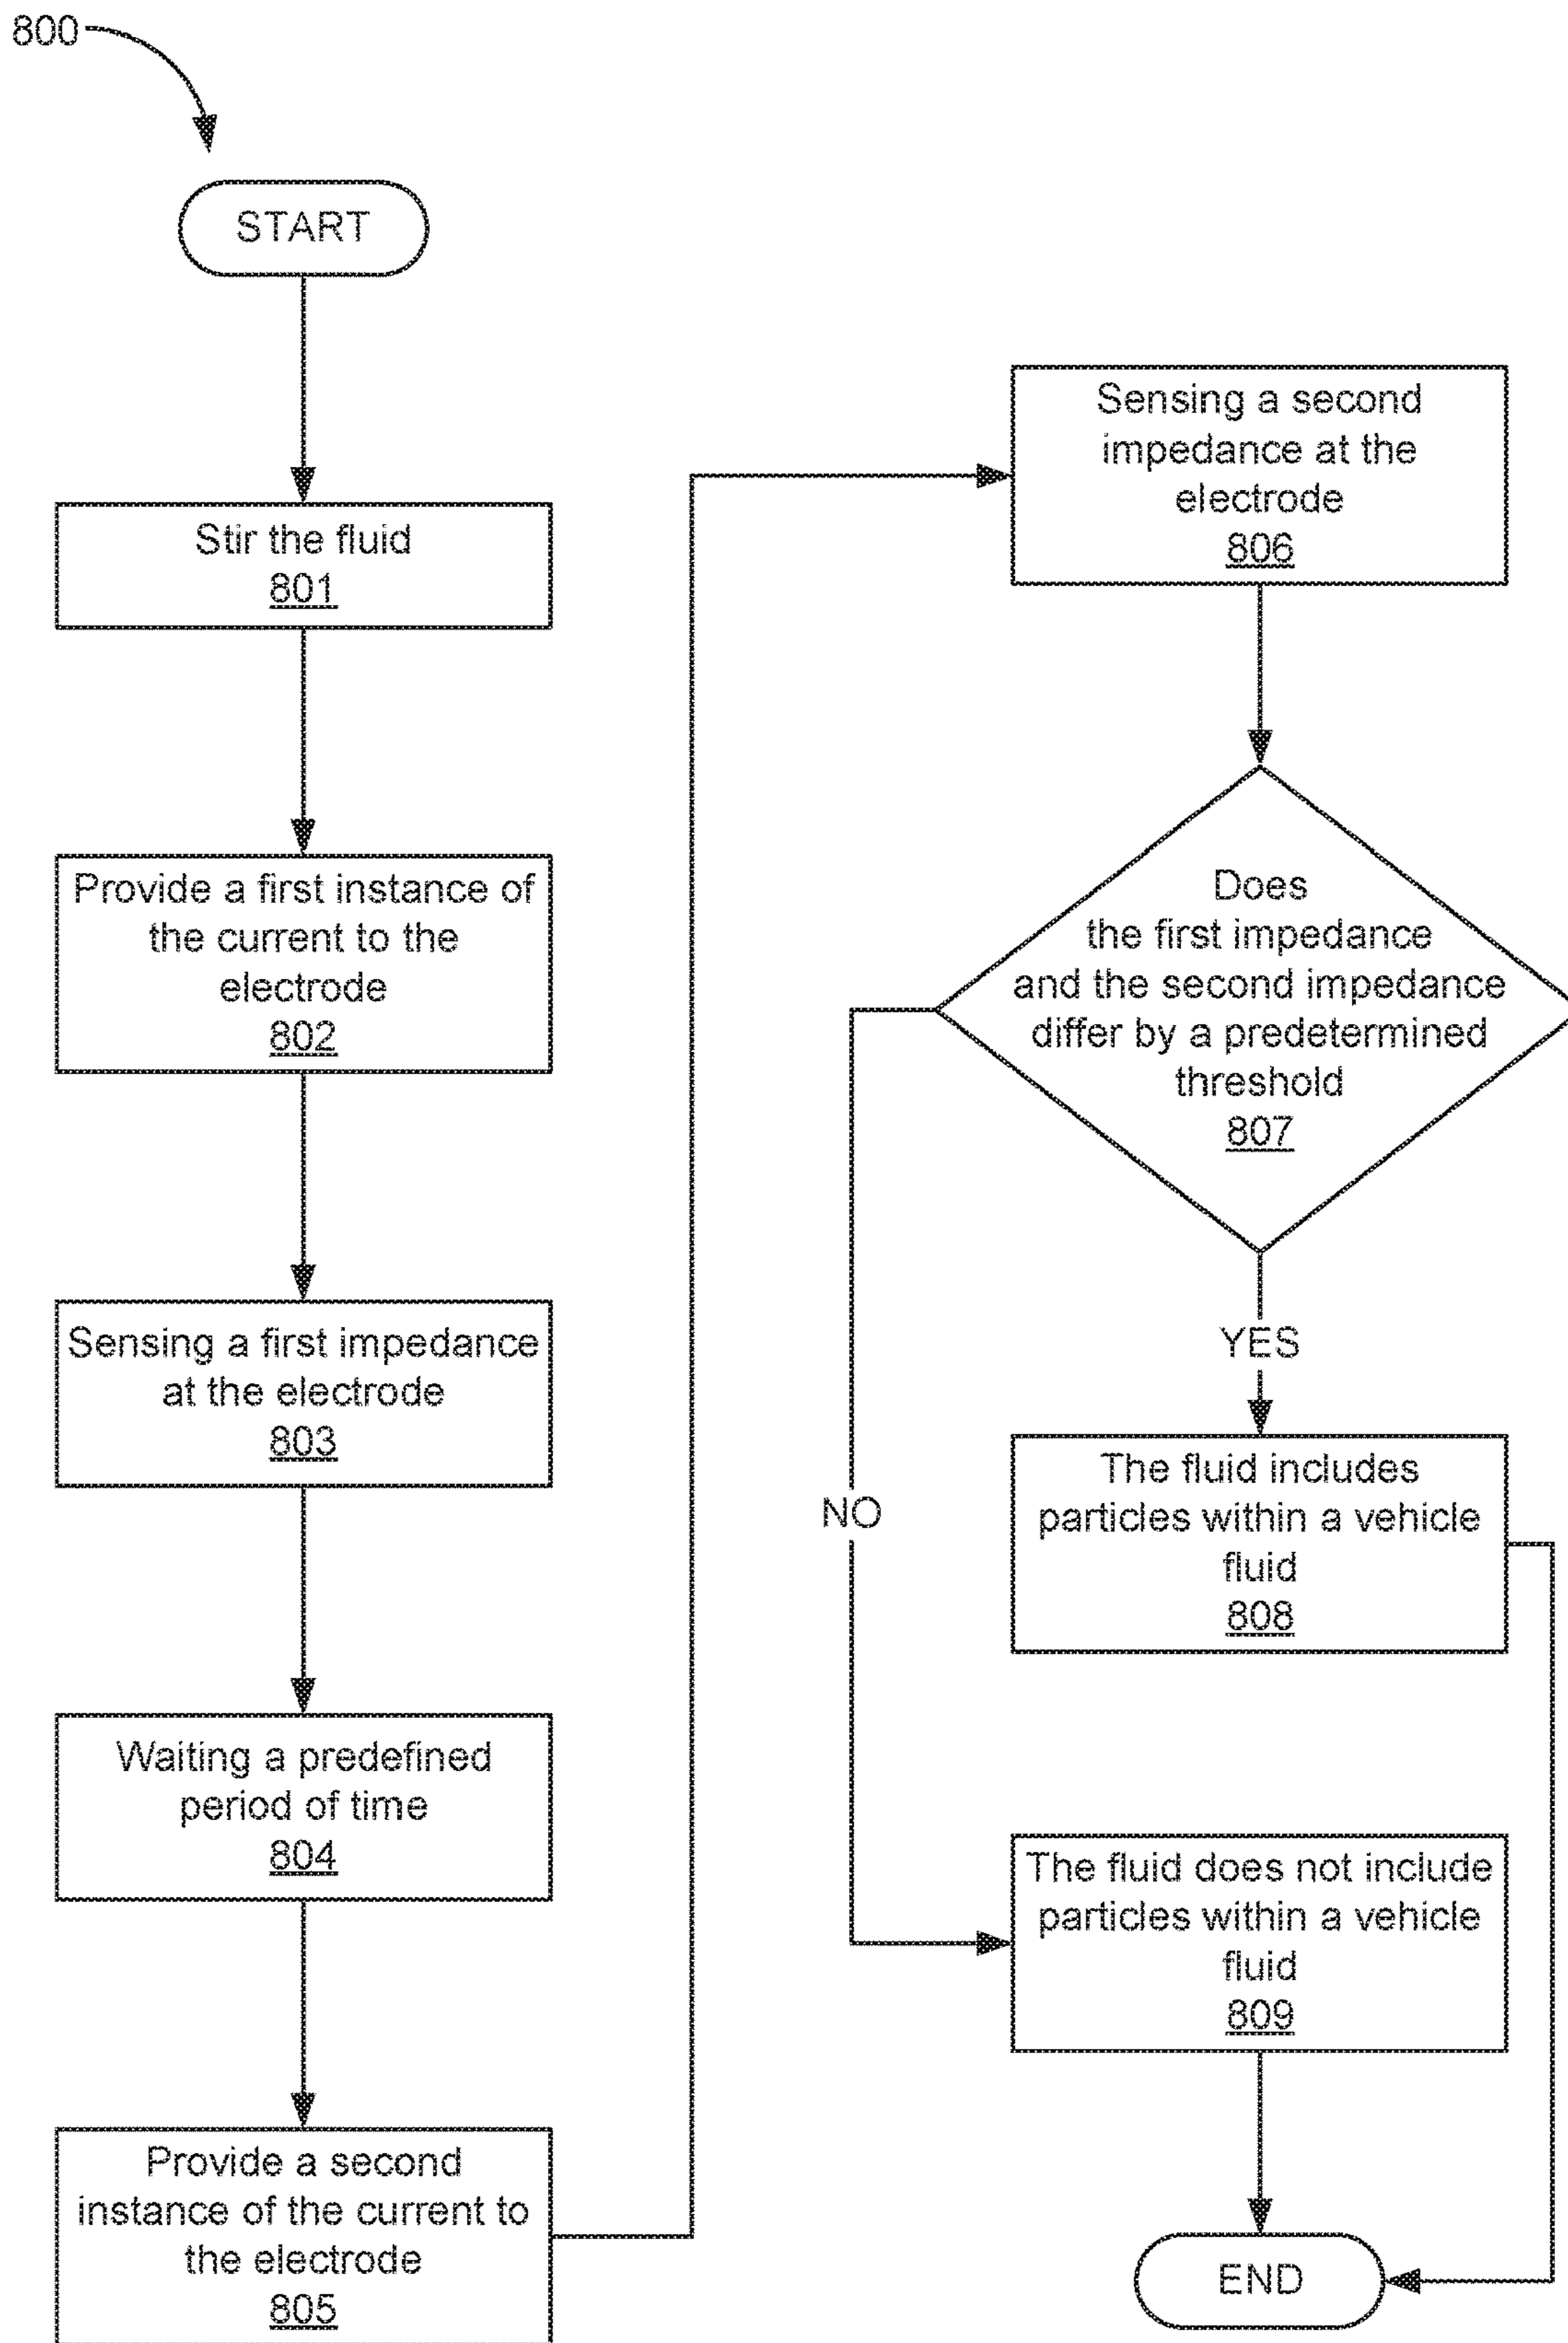 800
START
Stir the fluid
801
Provide a first instance of
the current to the
electrode
802
Sensing a first impedance
at the electrode
803
Waiting a predefined
period of time
804
Provide a second
instance of the current to
the electrode
805
Sensing a second
impedance at the
electrode
806
Does
the first impedance
and the second impedance
differ by a predetermined
threshold
807
YES
NO
The fluid includes
particles within a vehicle
fluid
808
The fluid does not include
particles within a vehicle
fluid
809
END